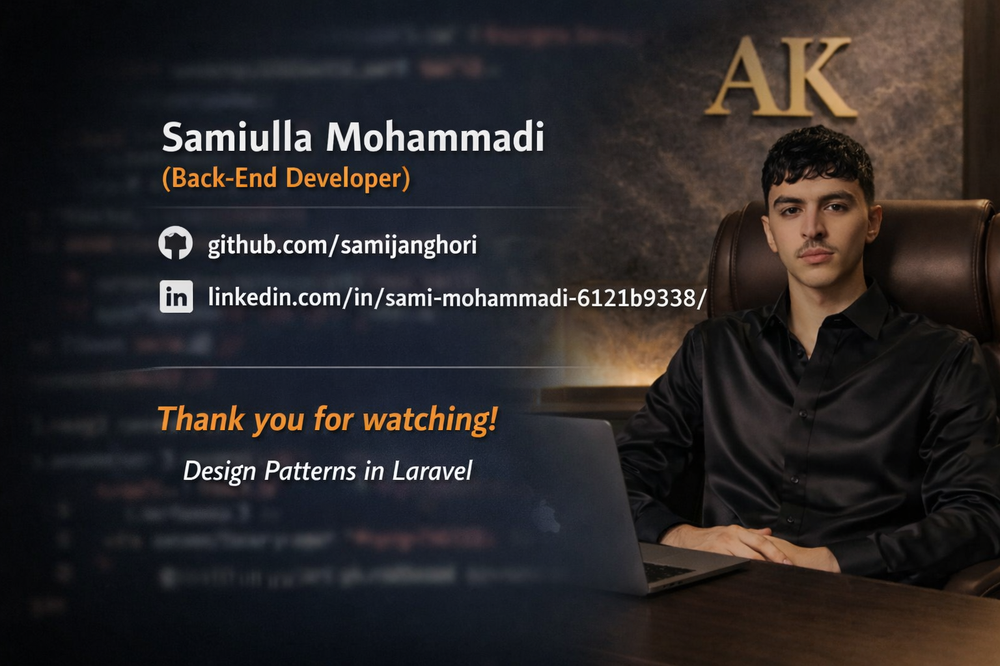 AK
Samiulla Mohammadi
(Back-End Developer)
github.com/samijanghori
in linkedin.com/in/sami-mohammadi-6121b9338/
Thank you for watching!
Design Patterns in Laravel